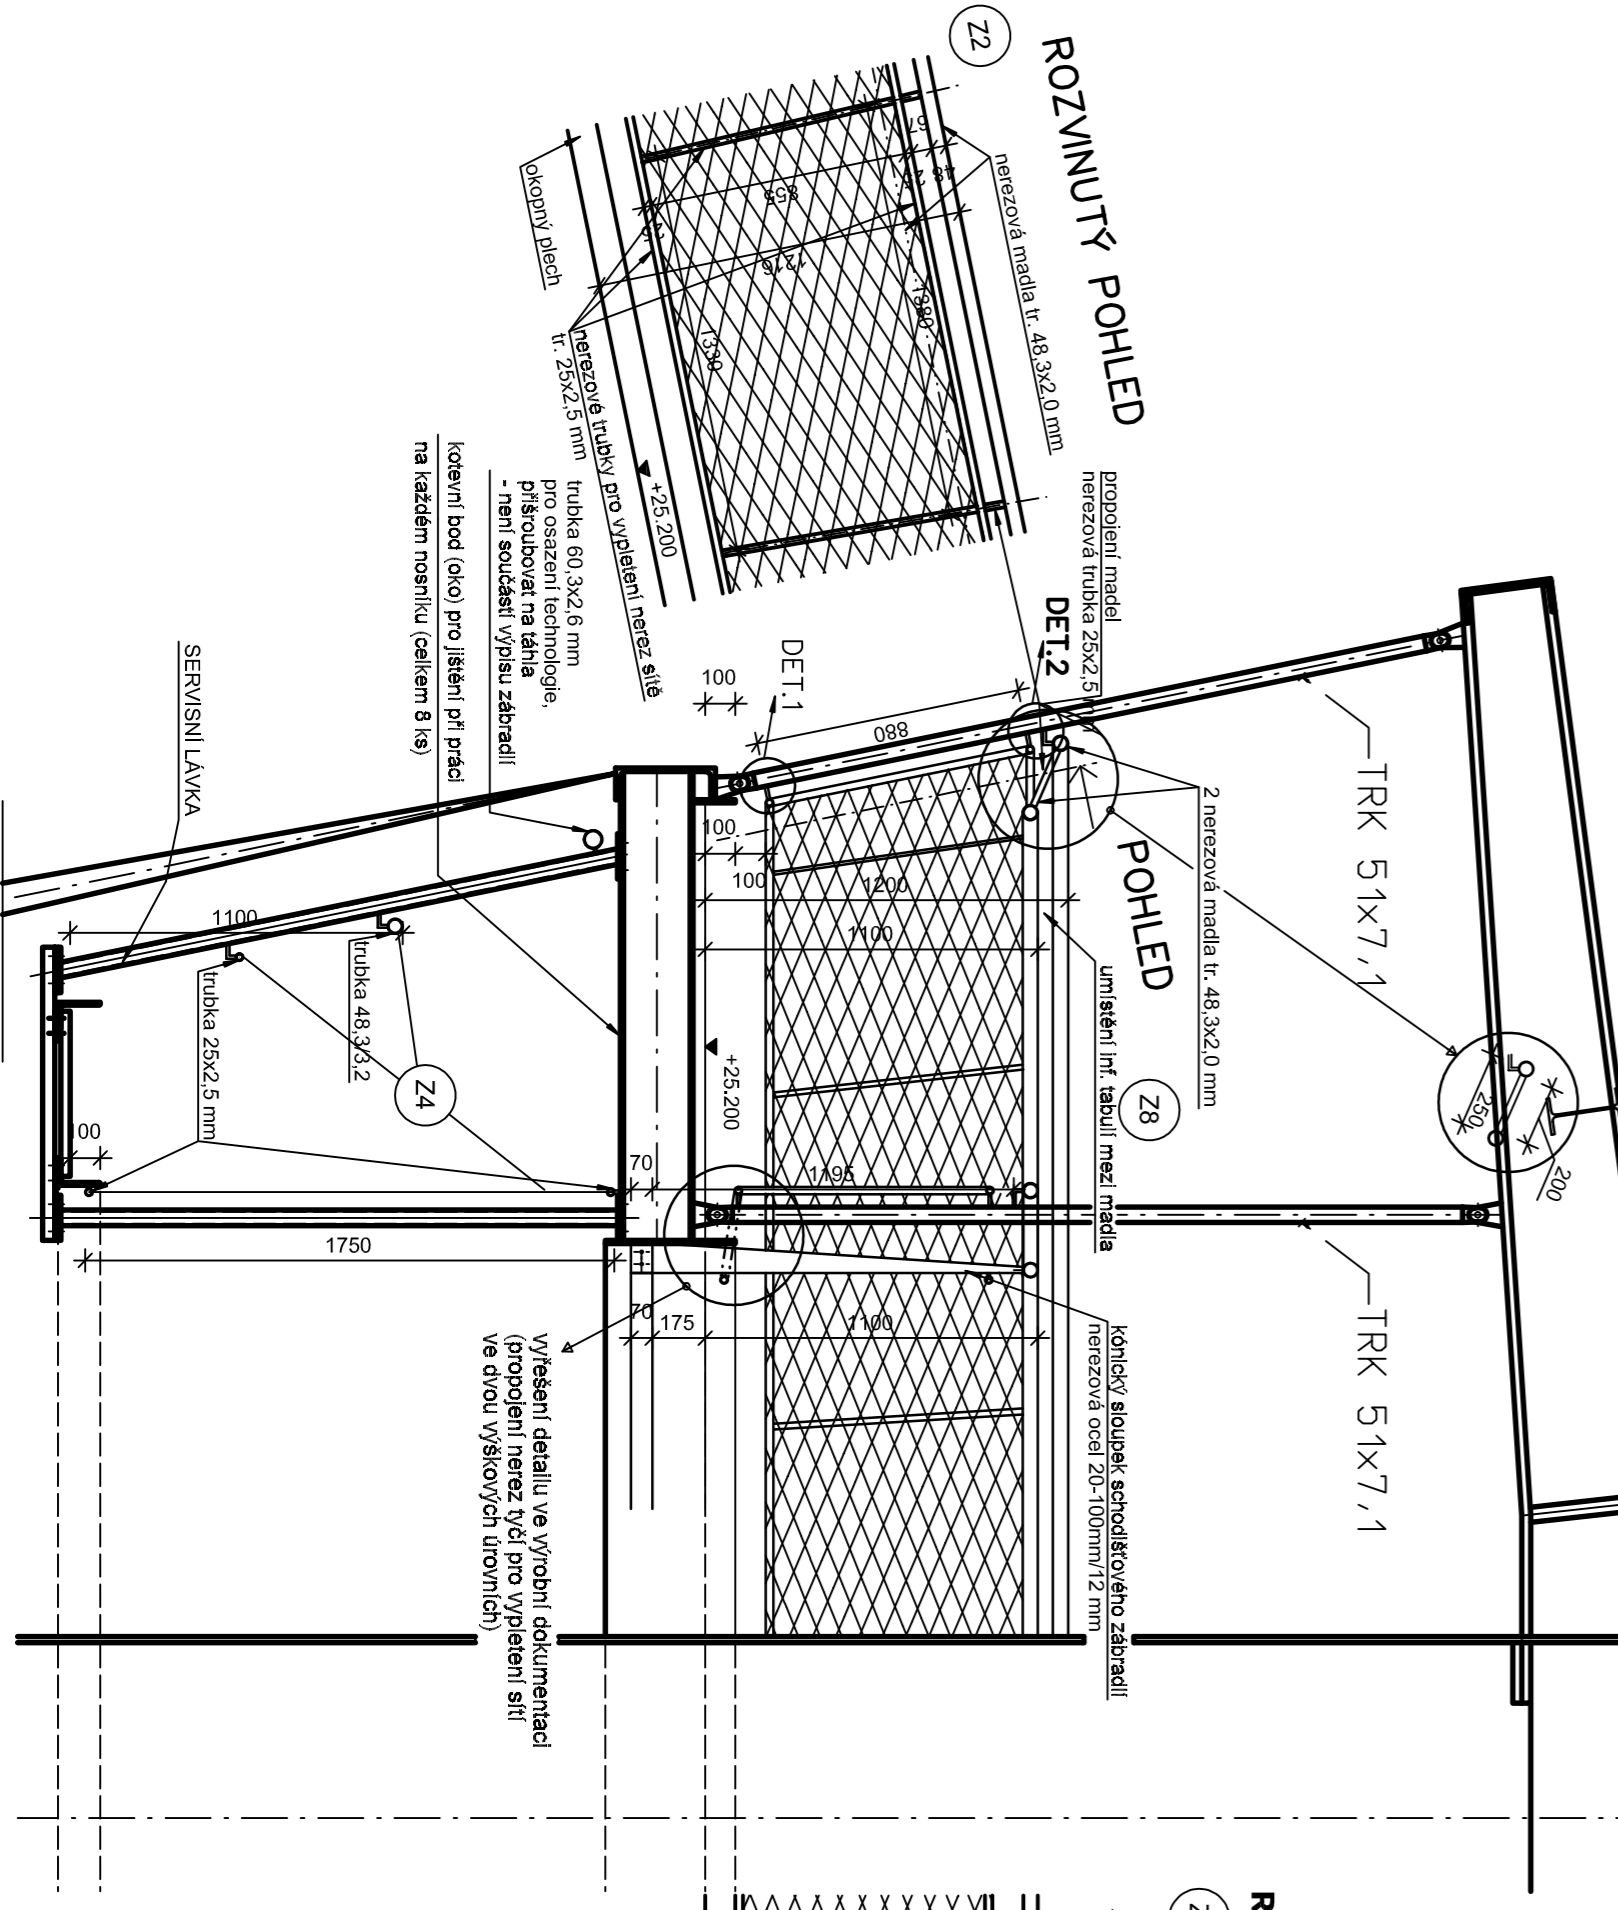 Z2
ROZVINUTÝ POHLED
nerezová madla tr. 48,3x2,0 mm
67
25
48
855
25
1216
1380
1330
okopný plech
nerezové trubky pro vypletení nerez sítě
tr. 25x2,5 mm
+25.200
propojení madel
nerezová trubka 25x2,5 mm
DET.2
DET.1
100
880
trubka 60,3x2,6 mm
pro osazení technologie,
přišroubovat na táhla
- není součástí výpisu zábradlí
kotevní bod (oko) pro jištění při práci
na každém nosníku (celkem 8 ks)
SERVISNÍ LÁVKA
TRK 51x7,1
2 nerezová madla tr. 48,3x2,0 mm
POHLED
umístění inf. tabulí mezi madla
Z8
250
200
100
100
1200
1100
+25.200
1100
trubka 48,3/3,2
trubka 25x2,5 mm
Z4
100
70
1195
1750
70
175
1100
TRK 51x7,1
kónický sloupek schodišťového zábradlí
nerezová ocel 20-100mm/12 mm
vyřešení detailu ve výrobní dokumentaci
(propojení nerez tyčí pro vypletení sítí
ve dvou výškových úrovních)
R